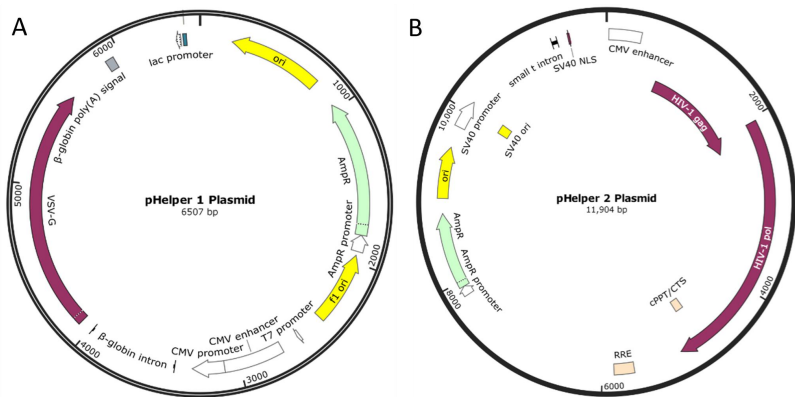 A
6000
lac promoter
ori
1000
β-globin poly(A) signal
AmpR
5000
VSV-G
pHelper 1 Plasmid
6507 bp
AmpR promoter
2000
f1 ori
T7 promoter
CMV enhancer
CMV promoter
β-globin intron
4000
3000
B
small t intron
SV40 NLS
CMV enhancer
10,000
SV40 promoter
SV40 ori
HIV-1 gag
2000
ori
pHelper 2 Plasmid
11,904 bp
AmpR
AmpR promoter
8000
HIV-1 pol
cPPT/CTS
4000
RRE
6000